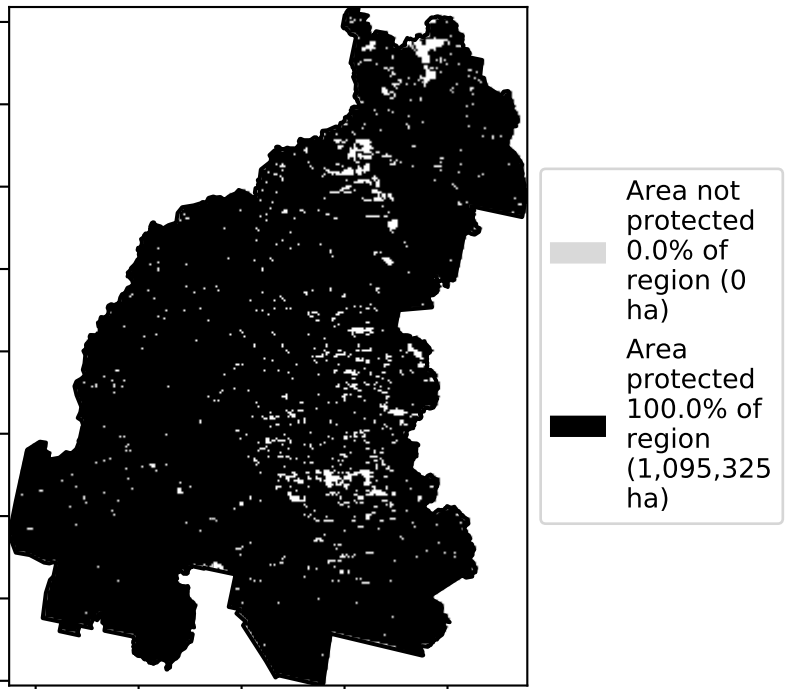 Area not
protected
0.0% of
region (0
ha)
Area
protected
100.0% of
region
(1,095,325
ha)